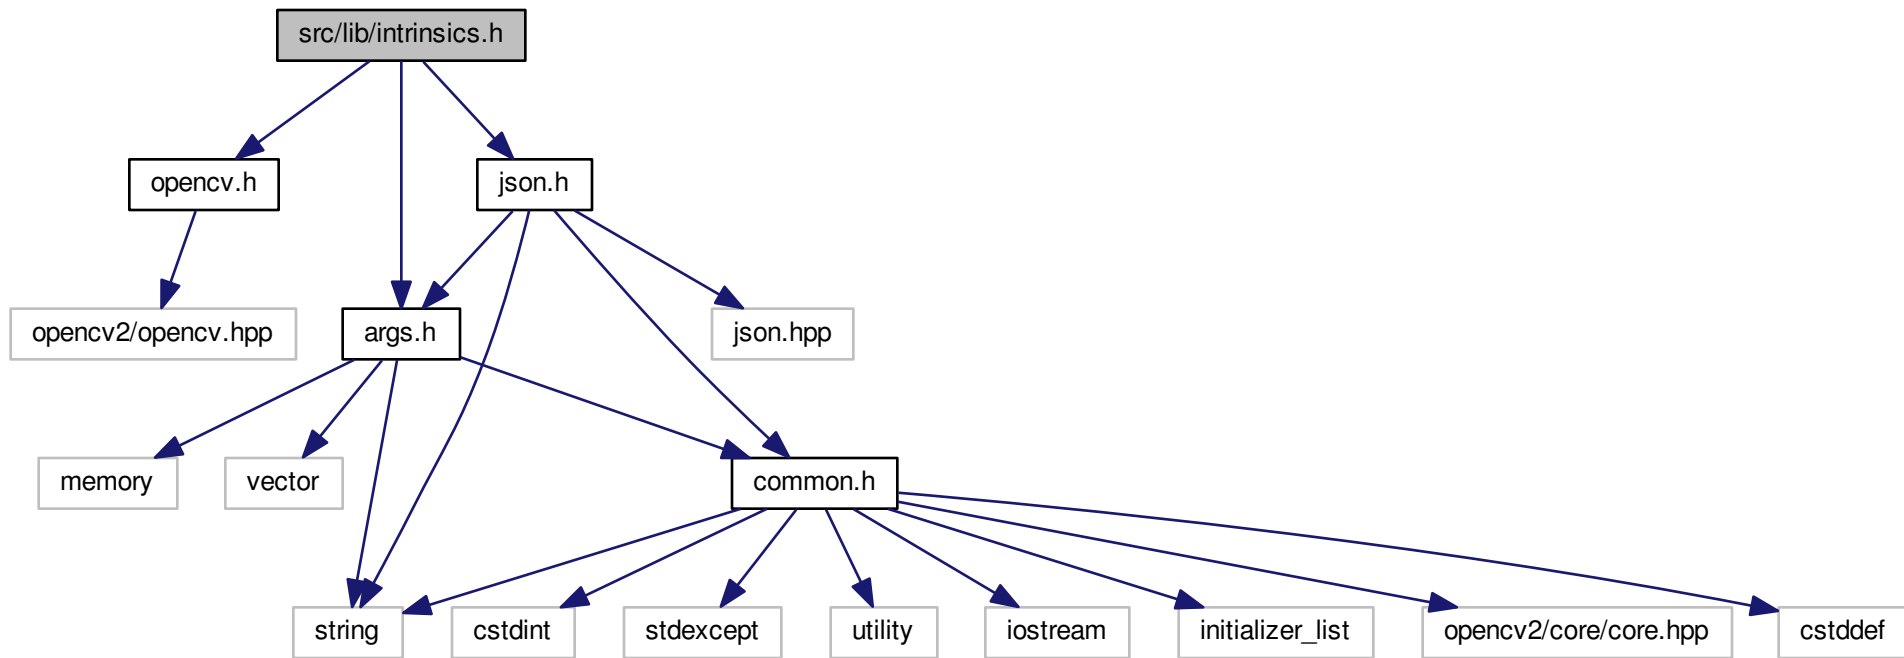 src/lib/intrinsics.h
opencv.h
json.h
opencv2/opencv.hpp
args.h
json.hpp
memory
vector
common.h
string
cstdint
stdexcept
utility
iostream
initializer_list
opencv2/core/core.hpp
cstddef